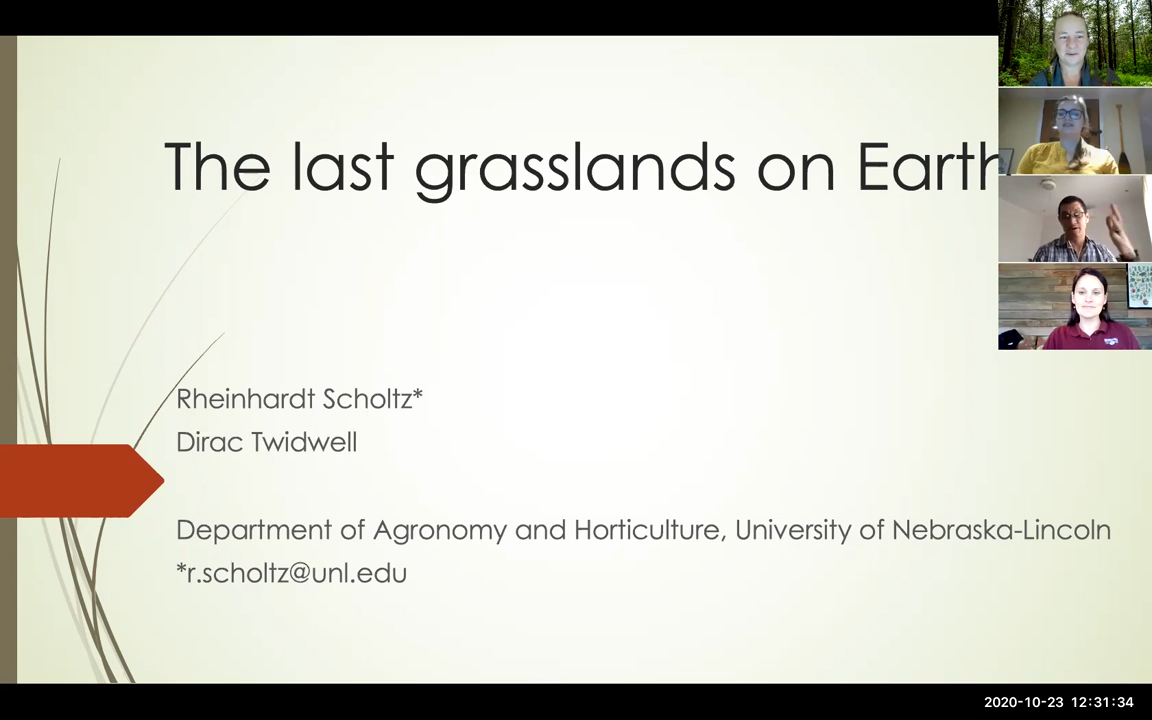 The last grasslands on Earth
Rheinhardt Scholtz*
Dirac Twidwell
Department of Agronomy and Horticulture, University of Nebraska-Lincoln
*r.scholtz@unl.edu
2020-10-23 12:31:34